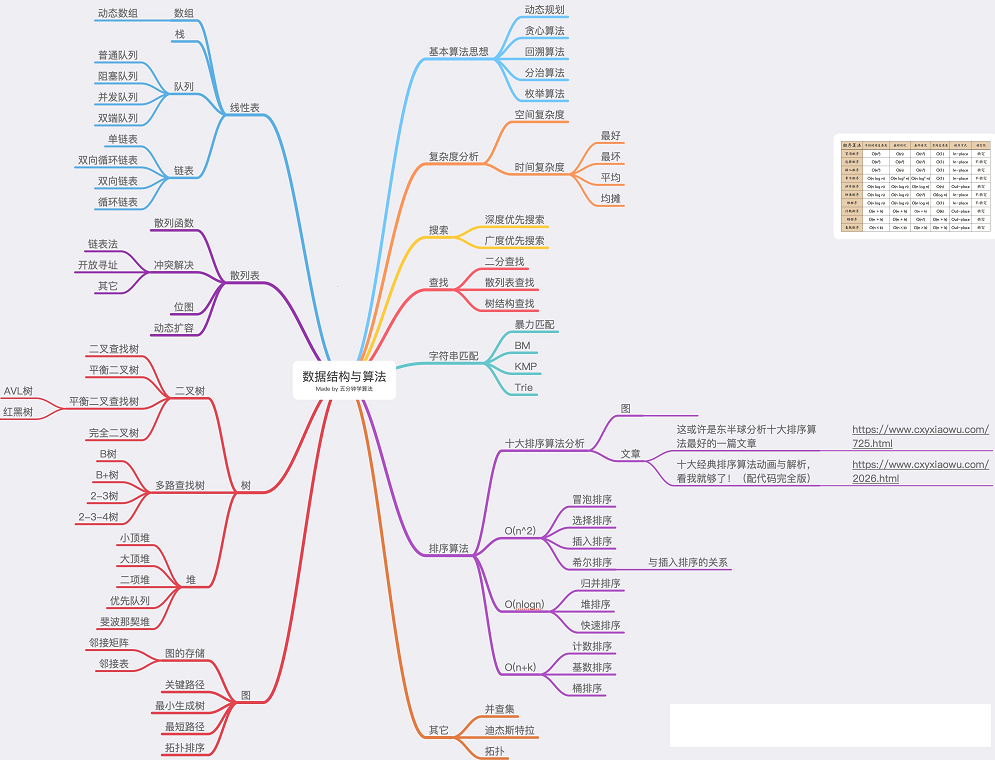 数据结构与算法
Made by 五分钟学算法
线性表
数组
动态数组
栈
队列
普通队列
阻塞队列
并发队列
双端队列
链表
单链表
双向循环链表
双向链表
循环链表
散列表
散列函数
冲突解决
链表法
开放寻址
其它
位图
动态扩容
树
二叉树
二叉查找树
平衡二叉树
平衡二叉查找树
AVL树
红黑树
完全二叉树
多路查找树
B树
B+树
2-3树
2-3-4树
堆
小顶堆
大顶堆
二项堆
优先队列
斐波那契堆
图
图的存储
邻接矩阵
邻接表
关键路径
最小生成树
最短路径
拓扑排序
基本算法思想
动态规划
贪心算法
回溯算法
分治算法
枚举算法
复杂度分析
空间复杂度
时间复杂度
最好
最坏
平均
均摊
搜索
深度优先搜索
广度优先搜索
查找
二分查找
散列表查找
树结构查找
字符串匹配
暴力匹配
BM
KMP
Trie
排序算法
十大排序算法分析
图
文章
这或许是东半球分析十大排序算
法最好的一篇文章
https://www.cxyxiaowu.com/
725.html
十大经典排序算法动画与解析，
看我就够了！（配代码完全版）
https://www.cxyxiaowu.com/
2026.html
O(n^2)
冒泡排序
选择排序
插入排序
希尔排序
与插入排序的关系
O(nlogn)
归并排序
堆排序
快速排序
O(n+k)
计数排序
基数排序
桶排序
其它
并查集
迪杰斯特拉
拓扑